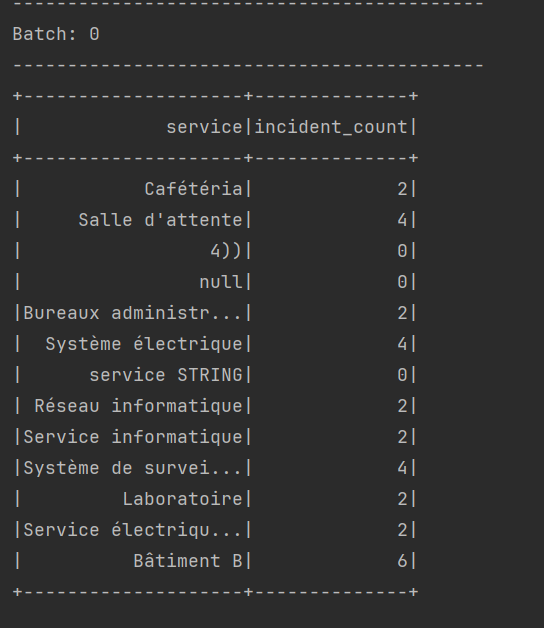 -------------------------------------------
Batch: 0
-------------------------------------------
+--------------------+--------------+
|             service|incident_count|
+--------------------+--------------+
|           Cafétéria|             2|
|     Salle d'attente|             4|
|                 4))|             0|
|                null|             0|
|Bureaux administr...|             2|
|  Système électrique|             4|
|      service STRING|             0|
| Réseau informatique|             2|
|Service informatique|             2|
|Système de survei...|             4|
|         Laboratoire|             2|
|Service électriqu...|             2|
|          Bâtiment B|             6|
+--------------------+--------------+